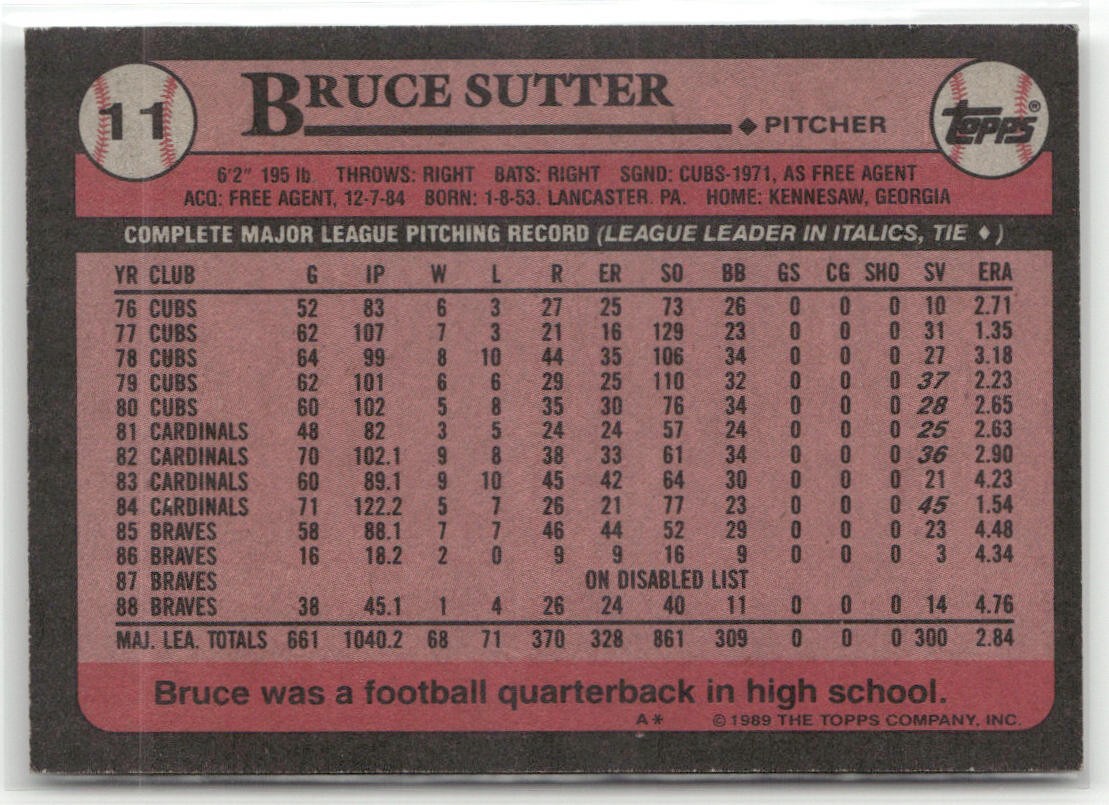 11 BRUCE SUTTER ◆ PITCHER TOPPS®
6'2" 195 lb. THROWS: RIGHT BATS: RIGHT SGND: CUBS-1971, AS FREE AGENT
ACQ: FREE AGENT, 12-7-84 BORN: 1-8-53, LANCASTER, PA. HOME: KENNESAW, GEORGIA
COMPLETE MAJOR LEAGUE PITCHING RECORD (LEAGUE LEADER IN ITALICS, TIE ♦)
YR CLUB G IP W L R ER SO BB GS CG SHO SV ERA
76 CUBS 52 83 6 3 27 25 73 26 0 0 0 10 2.71
77 CUBS 62 107 7 3 21 16 129 23 0 0 0 31 1.35
78 CUBS 64 99 8 10 44 35 106 34 0 0 0 27 3.18
79 CUBS 62 101 6 6 29 25 110 32 0 0 0 37 2.23
80 CUBS 60 102 5 8 35 30 76 34 0 0 0 28 2.65
81 CARDINALS 48 82 3 5 24 24 57 24 0 0 0 25 2.63
82 CARDINALS 70 102.1 9 8 38 33 61 34 0 0 0 36 2.90
83 CARDINALS 60 89.1 9 10 45 42 64 30 0 0 0 21 4.23
84 CARDINALS 71 122.2 5 7 26 21 77 23 0 0 0 45 1.54
85 BRAVES 58 88.1 7 7 46 44 52 29 0 0 0 23 4.48
86 BRAVES 16 18.2 2 0 9 9 16 9 0 0 0 3 4.34
87 BRAVES ON DISABLED LIST
88 BRAVES 38 45.1 1 4 26 24 40 11 0 0 0 14 4.76
MAJ. LEA. TOTALS 661 1040.2 68 71 370 328 861 309 0 0 0 300 2.84
Bruce was a football quarterback in high school.
A* © 1989 THE TOPPS COMPANY, INC.